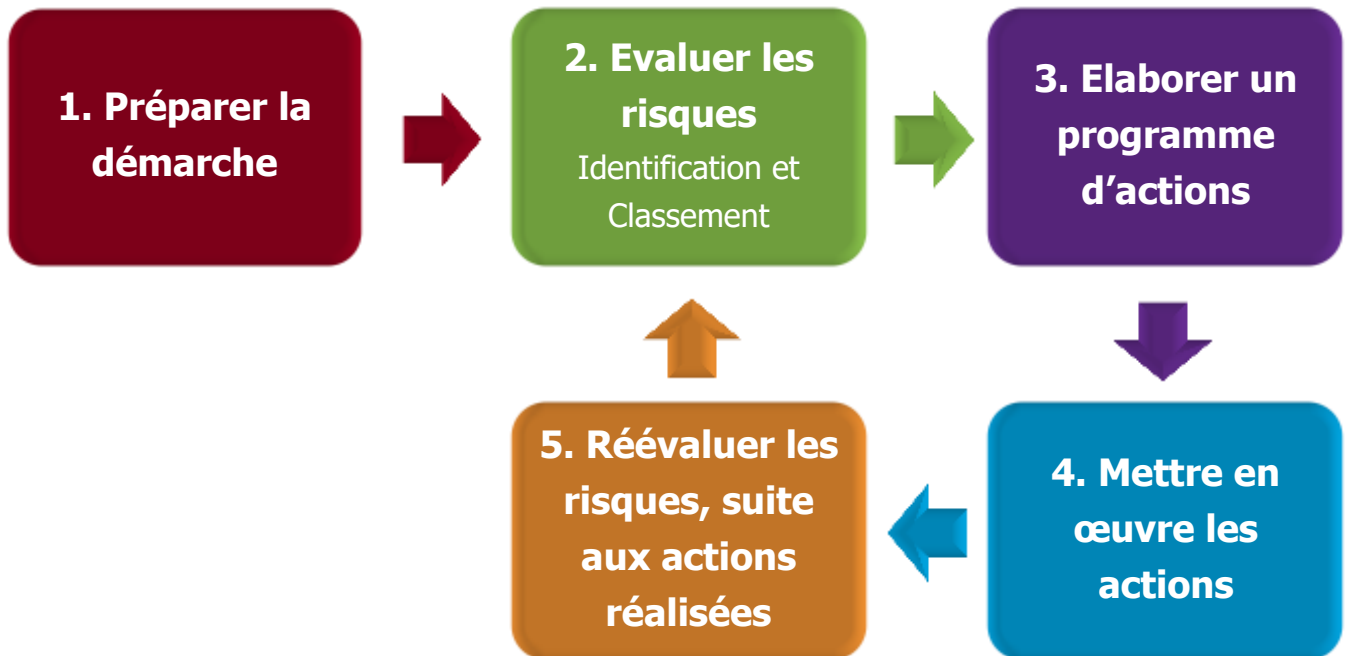 1. Préparer la
démarche
2. Evaluer les
risques
Identification et
Classement
3. Elaborer un
programme
d’actions
4. Mettre en
œuvre les
actions
5. Réévaluer les
risques, suite
aux actions
réalisées